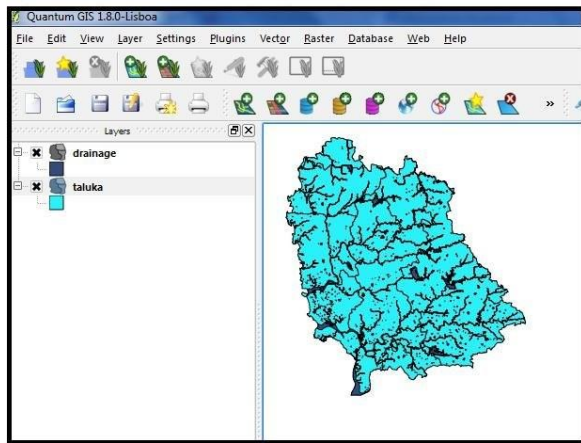 Quantum GIS 1.8.0-Lisboa
File Edit View Layer Settings Plugins Vector Raster Database Web Help
»
Layers
drainage
taluka